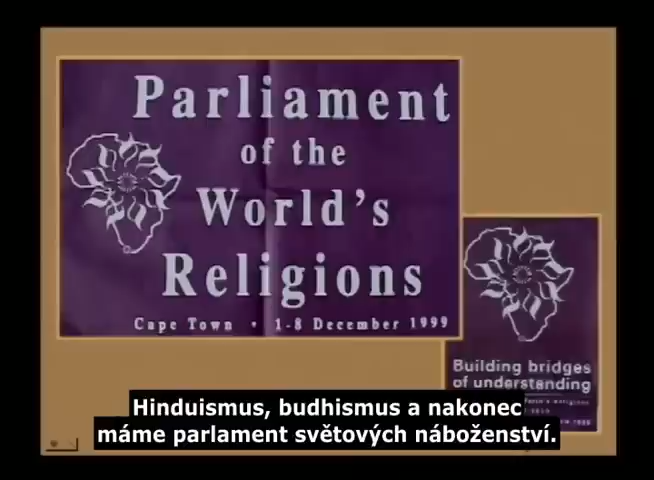 Parliament
of the
World's
Religions
Cape Town • 1-8 December 1999
Building bridges
of understanding
Hinduismus, budhismus a nakonec
máme parlament světových náboženství.